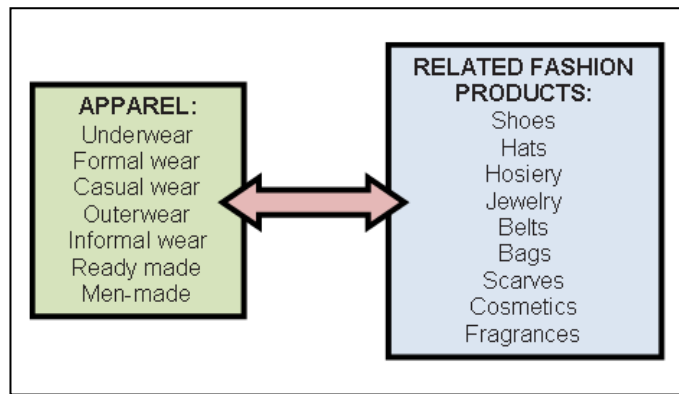 APPAREL:
Underwear
Formal wear
Casual wear
Outerwear
Informal wear
Ready made
Men-made
RELATED FASHION
PRODUCTS:
Shoes
Hats
Hosiery
Jewelry
Belts
Bags
Scarves
Cosmetics
Fragrances